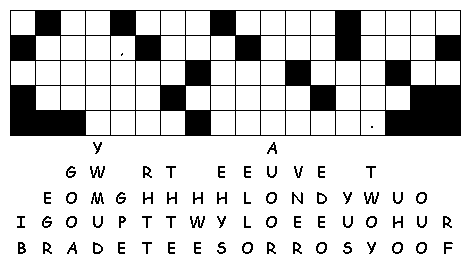 Y A
G W R T E E U V E T
E O M G H H H H L O N D Y W U O
I G O U P T T W Y L O E E U O H U R
B R A D E T E E S O R R O S Y O O F